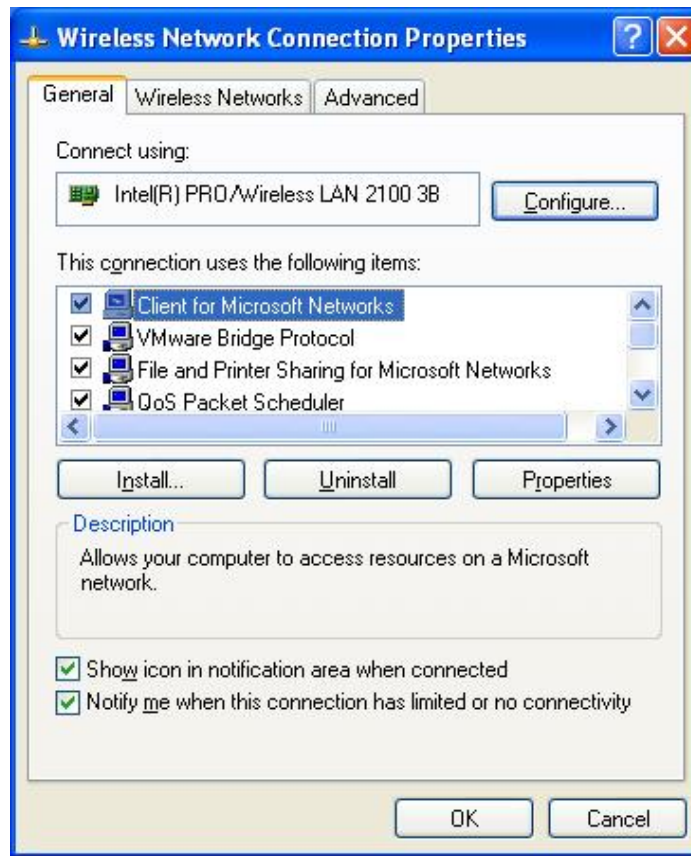 Wireless Network Connection Properties
General Wireless Networks Advanced
Connect using:
Intel(R) PRO/Wireless LAN 2100 3B Configure...
This connection uses the following items:
Client for Microsoft Networks
VMware Bridge Protocol
File and Printer Sharing for Microsoft Networks
QoS Packet Scheduler
Install... Uninstall Properties
Description
Allows your computer to access resources on a Microsoft
network.
Show icon in notification area when connected
Notify me when this connection has limited or no connectivity
OK Cancel